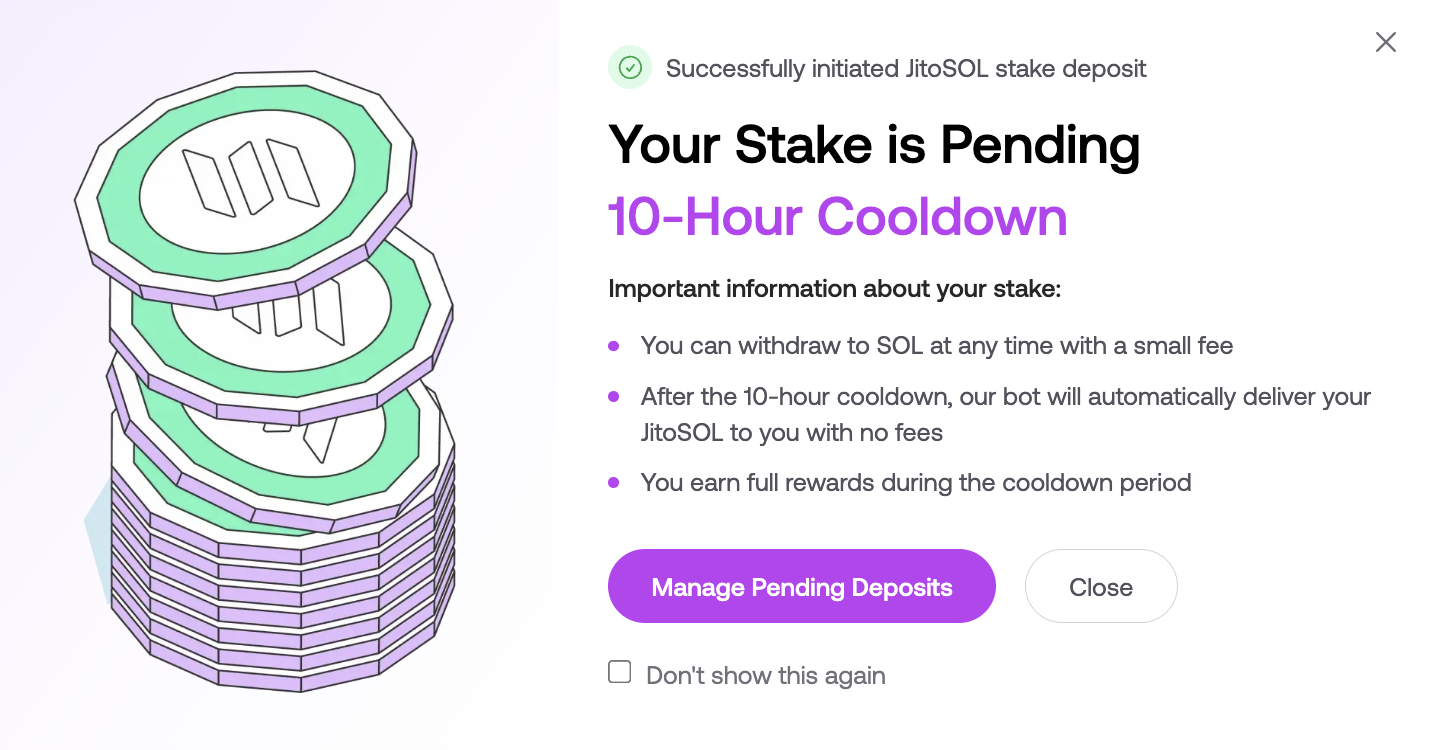 Successfully initiated JitoSOL stake deposit
Your Stake is Pending
10-Hour Cooldown
Important information about your stake:
You can withdraw to SOL at any time with a small fee
After the 10-hour cooldown, our bot will automatically deliver your
JitoSOL to you with no fees
You earn full rewards during the cooldown period
Manage Pending Deposits
Close
Don't show this again